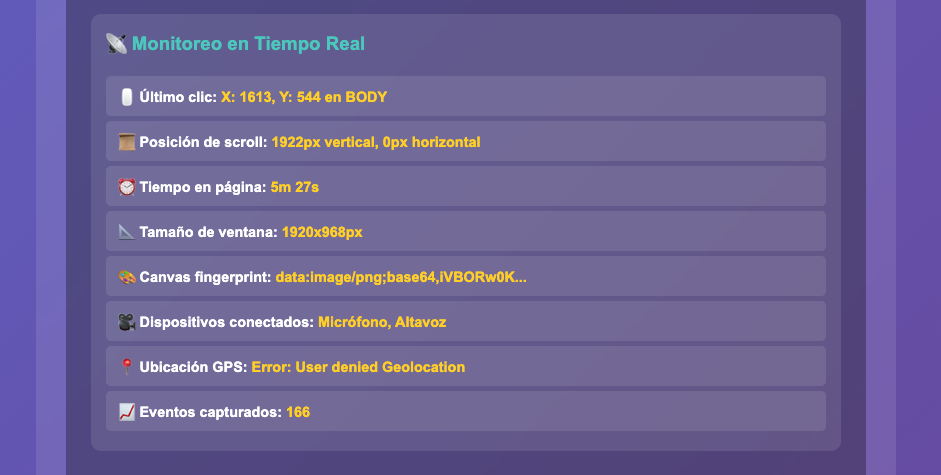 Monitoreo en Tiempo Real
Último clic: X: 1613, Y: 544 en BODY
Posición de scroll: 1922px vertical, 0px horizontal
Tiempo en página: 5m 27s
Tamaño de ventana: 1920x968px
Canvas fingerprint: data:image/png;base64,iVBORw0K...
Dispositivos conectados: Micrófono, Altavoz
Ubicación GPS: Error: User denied Geolocation
Eventos capturados: 166